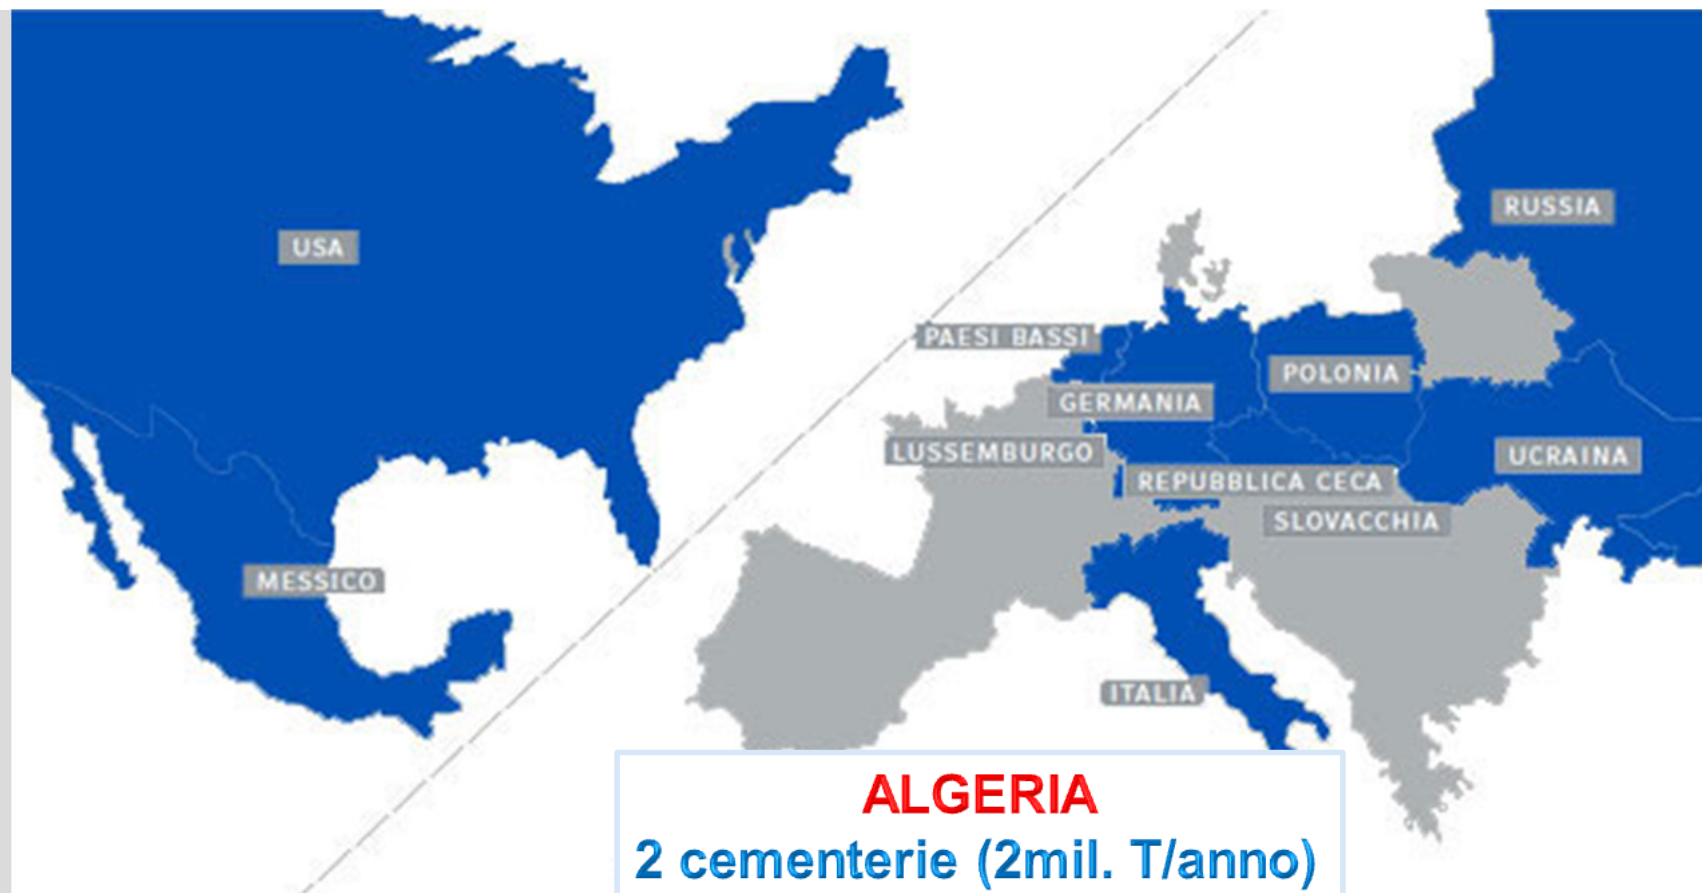 USA
MESSICO
RUSSIA
PAESI BASSI
POLONIA
GERMANIA
LUSSEMBURGO
UCRAINA
REPUBBLICA CECA
SLOVACCHIA
ITALIA
ALGERIA
2 cementerie (2mil. T/anno)